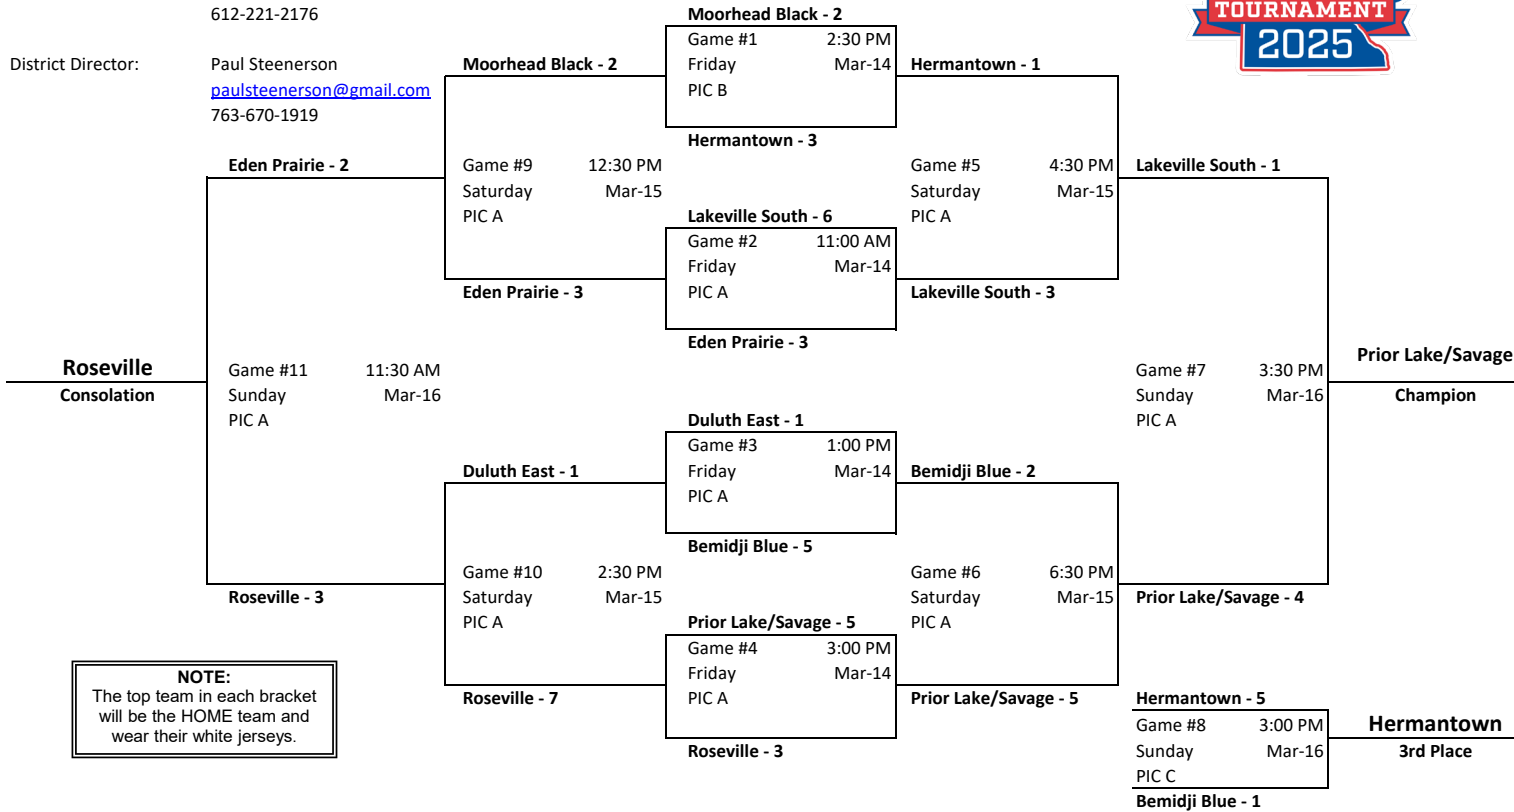 612-221-2176
Moorhead Black - 2
TOURNAMENT
2025
Game #1 2:30 PM
District Director: Paul Steenerson
Moorhead Black - 2
Friday Mar-14
Hermantown - 1
paulsteenerson@gmail.com
PIC B
763-670-1919
Hermantown - 3
Eden Prairie - 2
Game #9 12:30 PM
Game #5 4:30 PM
Lakeville South - 1
Saturday Mar-15
Saturday Mar-15
PIC A
Lakeville South - 6
PIC A
Game #2 11:00 AM
Friday Mar-14
Eden Prairie - 3
PIC A
Lakeville South - 3
Eden Prairie - 3
Roseville
Consolation
Game #11 11:30 AM
Sunday Mar-16
PIC A
Game #7 3:30 PM
Sunday Mar-16
PIC A
Prior Lake/Savage
Champion
Duluth East - 1
Game #3 1:00 PM
Duluth East - 1
Friday Mar-14
Bemidji Blue - 2
PIC A
Bemidji Blue - 5
Game #10 2:30 PM
Game #6 6:30 PM
Roseville - 3
Saturday Mar-15
Saturday Mar-15
Prior Lake/Savage - 4
PIC A
Prior Lake/Savage - 5
PIC A
Game #4 3:00 PM
Friday Mar-14
NOTE:
The top team in each bracket
will be the HOME team and
wear their white jerseys.
Roseville - 7
PIC A
Prior Lake/Savage - 5
Hermantown - 5
Roseville - 3
Game #8 3:00 PM
Hermantown
Sunday Mar-16
3rd Place
PIC C
Bemidji Blue - 1